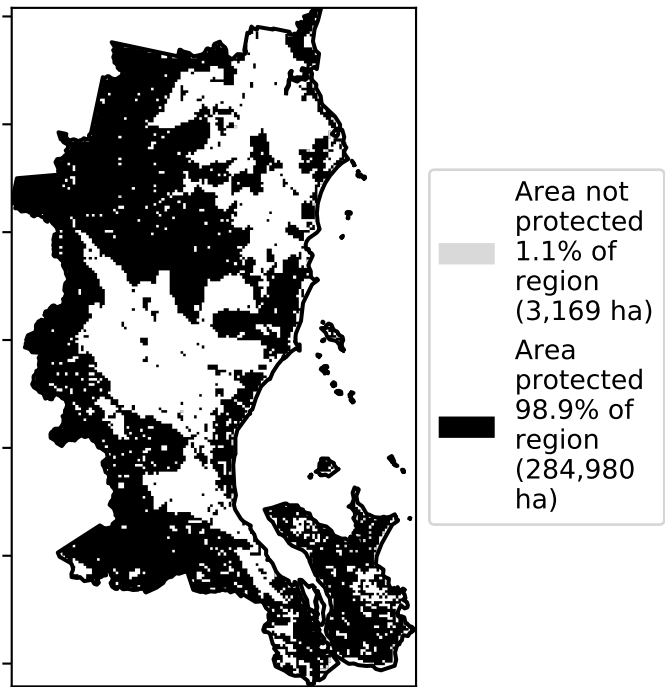 Area not
protected
1.1% of
region
(3,169 ha)
Area
protected
98.9% of
region
(284,980
ha)